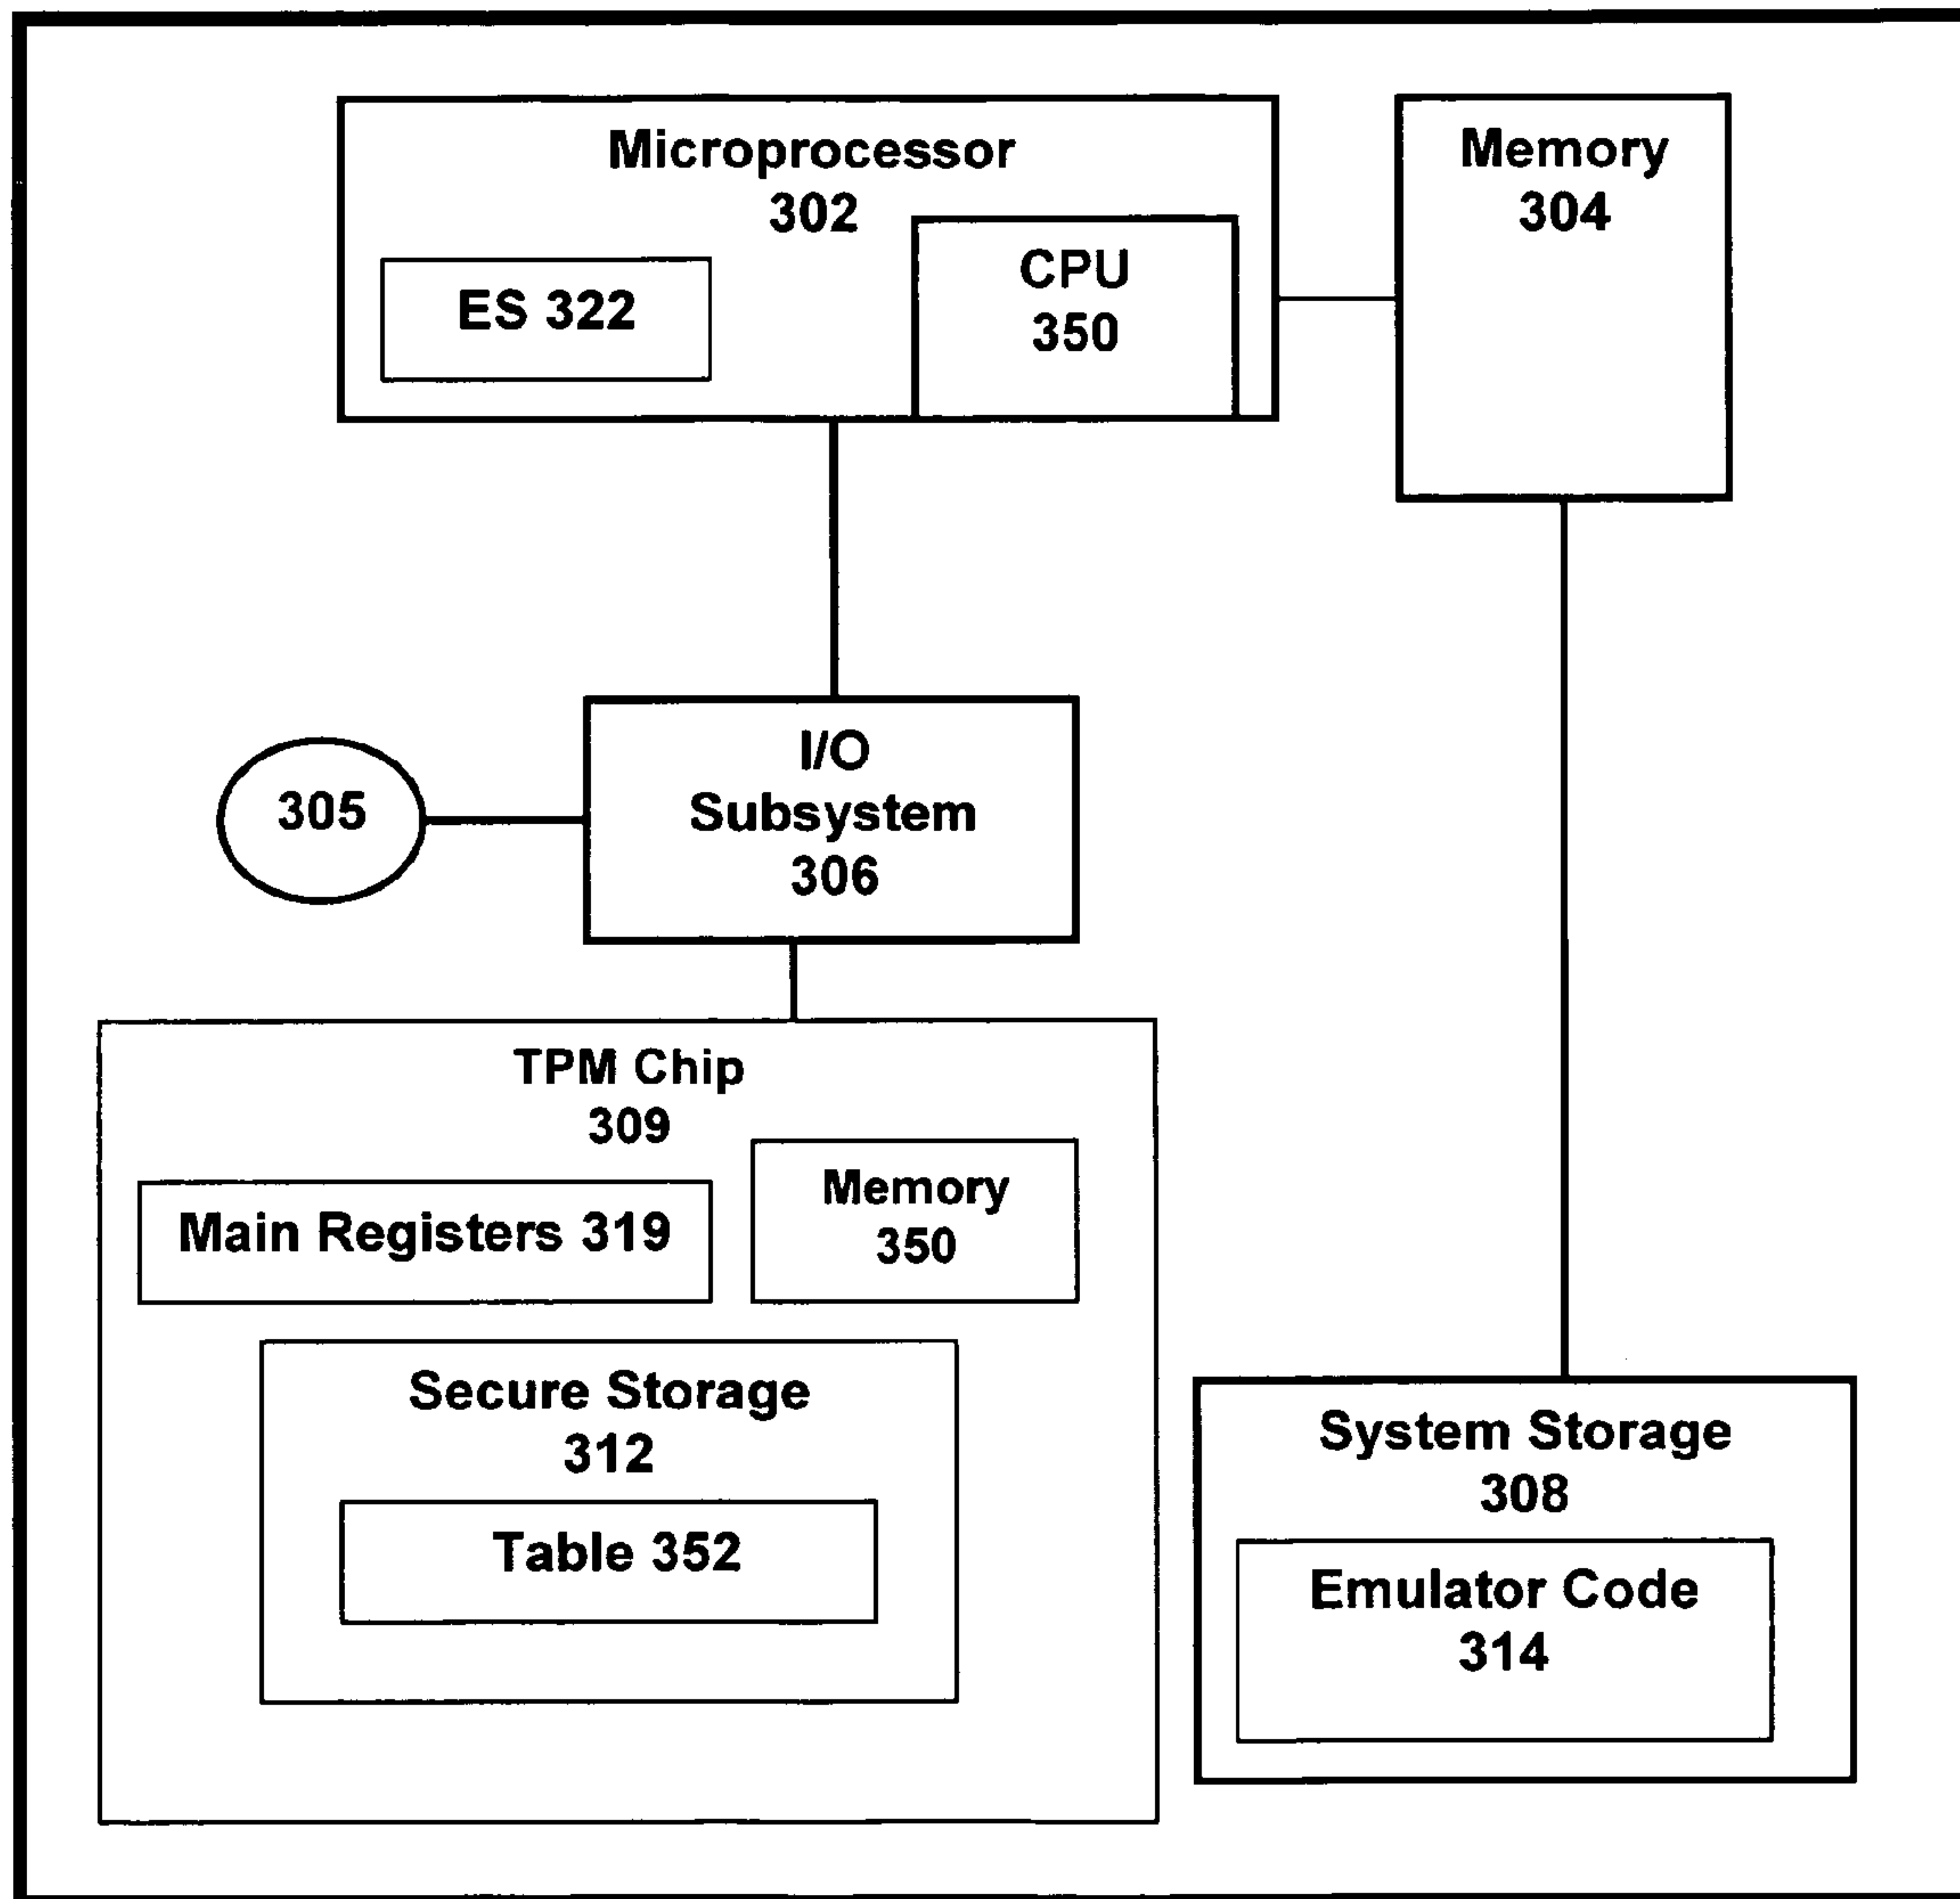 Microprocessor
302
ES 322
CPU
350
Memory
304
I/O
Subsystem
306
305
TPM Chip
309
Main Registers 319
Memory
350
Secure Storage
312
Table 352
System Storage
308
Emulator Code
314